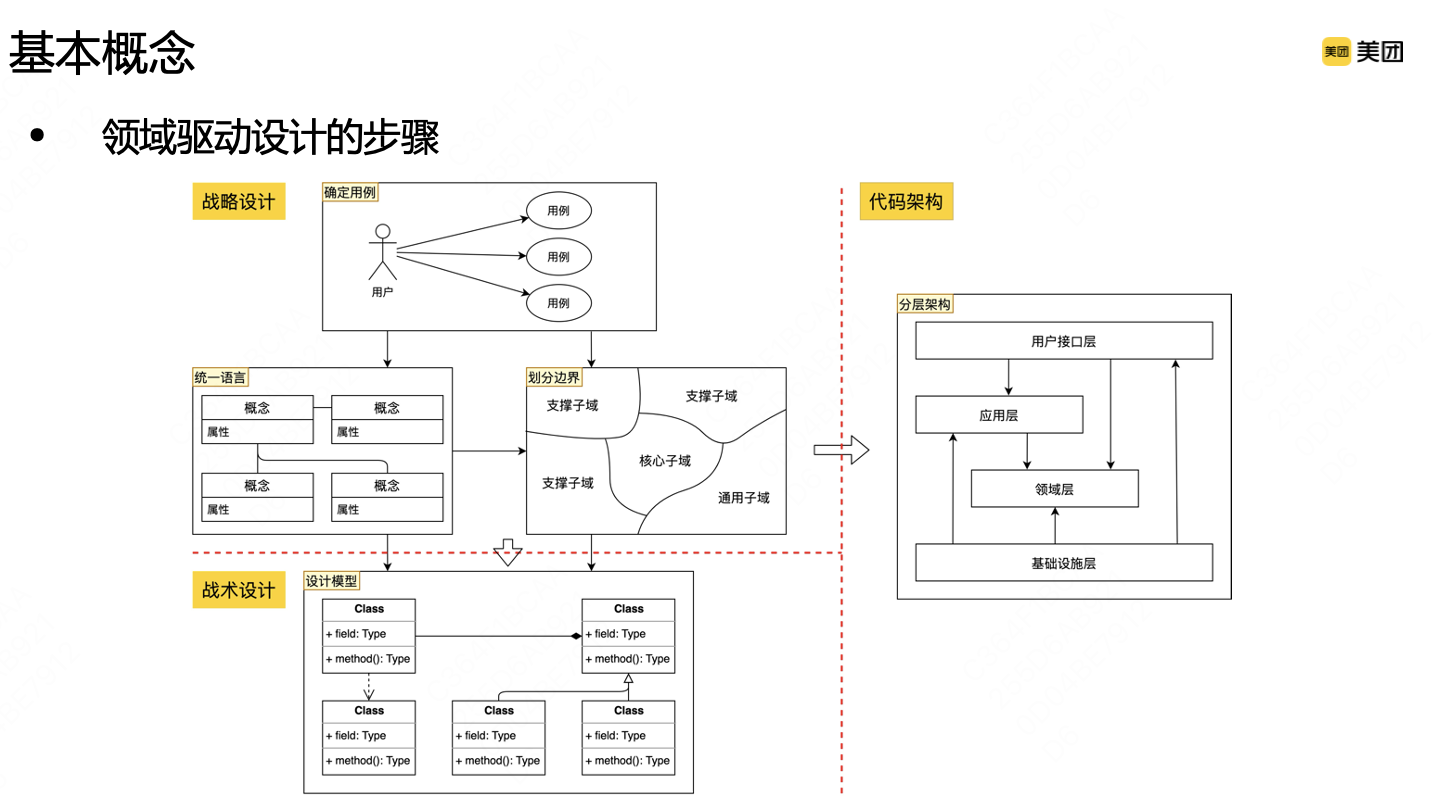 基本概念
美团 美团
• 领域驱动设计的步骤
战略设计
确定用例
用例
用例
用例
用户
统一语言
概念
属性
概念
属性
概念
属性
概念
属性
划分边界
支撑子域
支撑子域
核心子域
支撑子域
通用子域
战术设计
设计模型
Class
+ field: Type
+ method(): Type
Class
+ field: Type
+ method(): Type
Class
+ field: Type
+ method(): Type
Class
+ field: Type
+ method(): Type
Class
+ field: Type
+ method(): Type
代码架构
分层架构
用户接口层
应用层
领域层
基础设施层